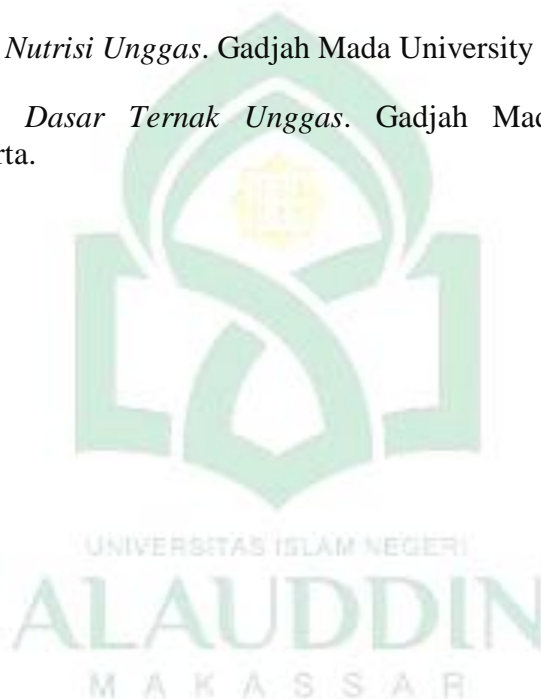 Nutrisi Unggas. Gadjah Mada University
Dasar Ternak Unggas. Gadjah Mad
rta.
UNIVERSITAS ISLAM NEGERI
ALAUDDIN
MAKASSAR